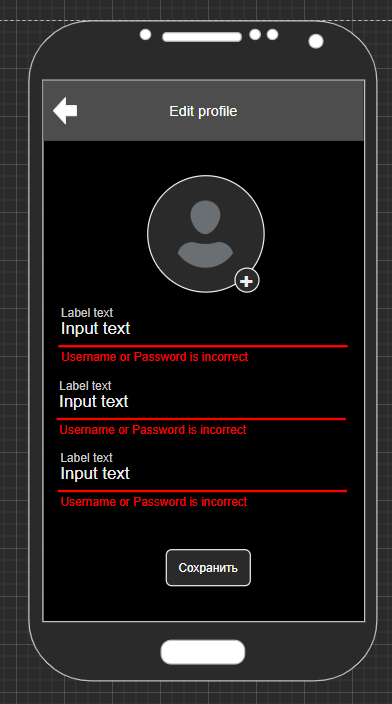 Edit profile
Label text
Input text
Username or Password is incorrect
Label text
Input text
Username or Password is incorrect
Label text
Input text
Username or Password is incorrect
Сохранить